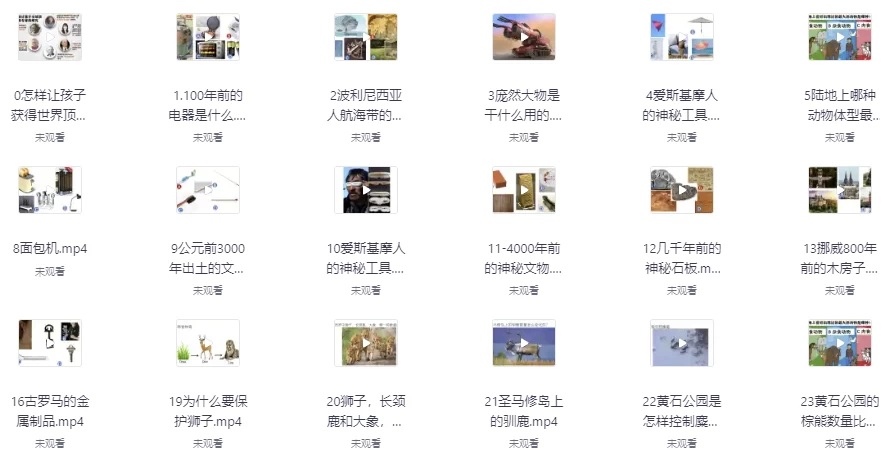 0怎样让孩子
获得世界顶...
未观看
1.100年前的
电器是什么....
未观看
2波利尼西亚
人航海带的...
未观看
3庞然大物是
干什么用的....
未观看
4爱斯基摩人
的神秘工具....
未观看
5陆地上哪种
动物体型最...
未观看
8面包机.mp4
未观看
9公元前3000
年出土的文...
未观看
10爱斯基摩人
的神秘工具....
未观看
11-4000年前
的神秘文物....
未观看
12几千年前的
神秘石板.m...
未观看
13挪威800年
前的木房子....
未观看
16古罗马的金
属制品.mp4
未观看
19为什么要保
护狮子.mp4
未观看
20狮子，长颈
鹿和大象，...
未观看
21圣马修岛上
的驯鹿.mp4
未观看
22黄石公园是
怎样控制麋...
未观看
23黄石公园的
棕熊数量比...
未观看